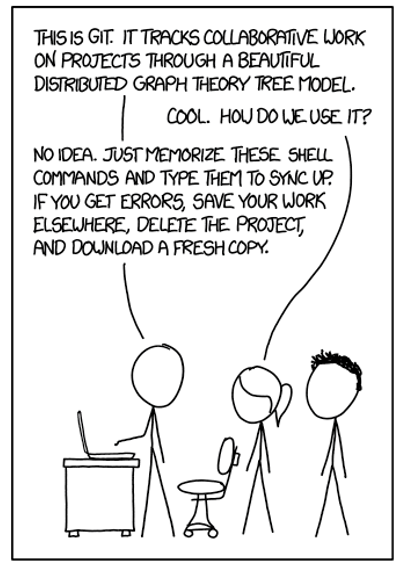 THIS IS GIT. IT TRACKS COLLABORATIVE WORK
ON PROJECTS THROUGH A BEAUTIFUL
DISTRIBUTED GRAPH THEORY TREE MODEL.
COOL. HOW DO WE USE IT?
NO IDEA. JUST MEMORIZE THESE SHELL
COMMANDS AND TYPE THEM TO SYNC UP.
IF YOU GET ERRORS, SAVE YOUR WORK
ELSEWHERE, DELETE THE PROJECT,
AND DOWNLOAD A FRESH COPY.